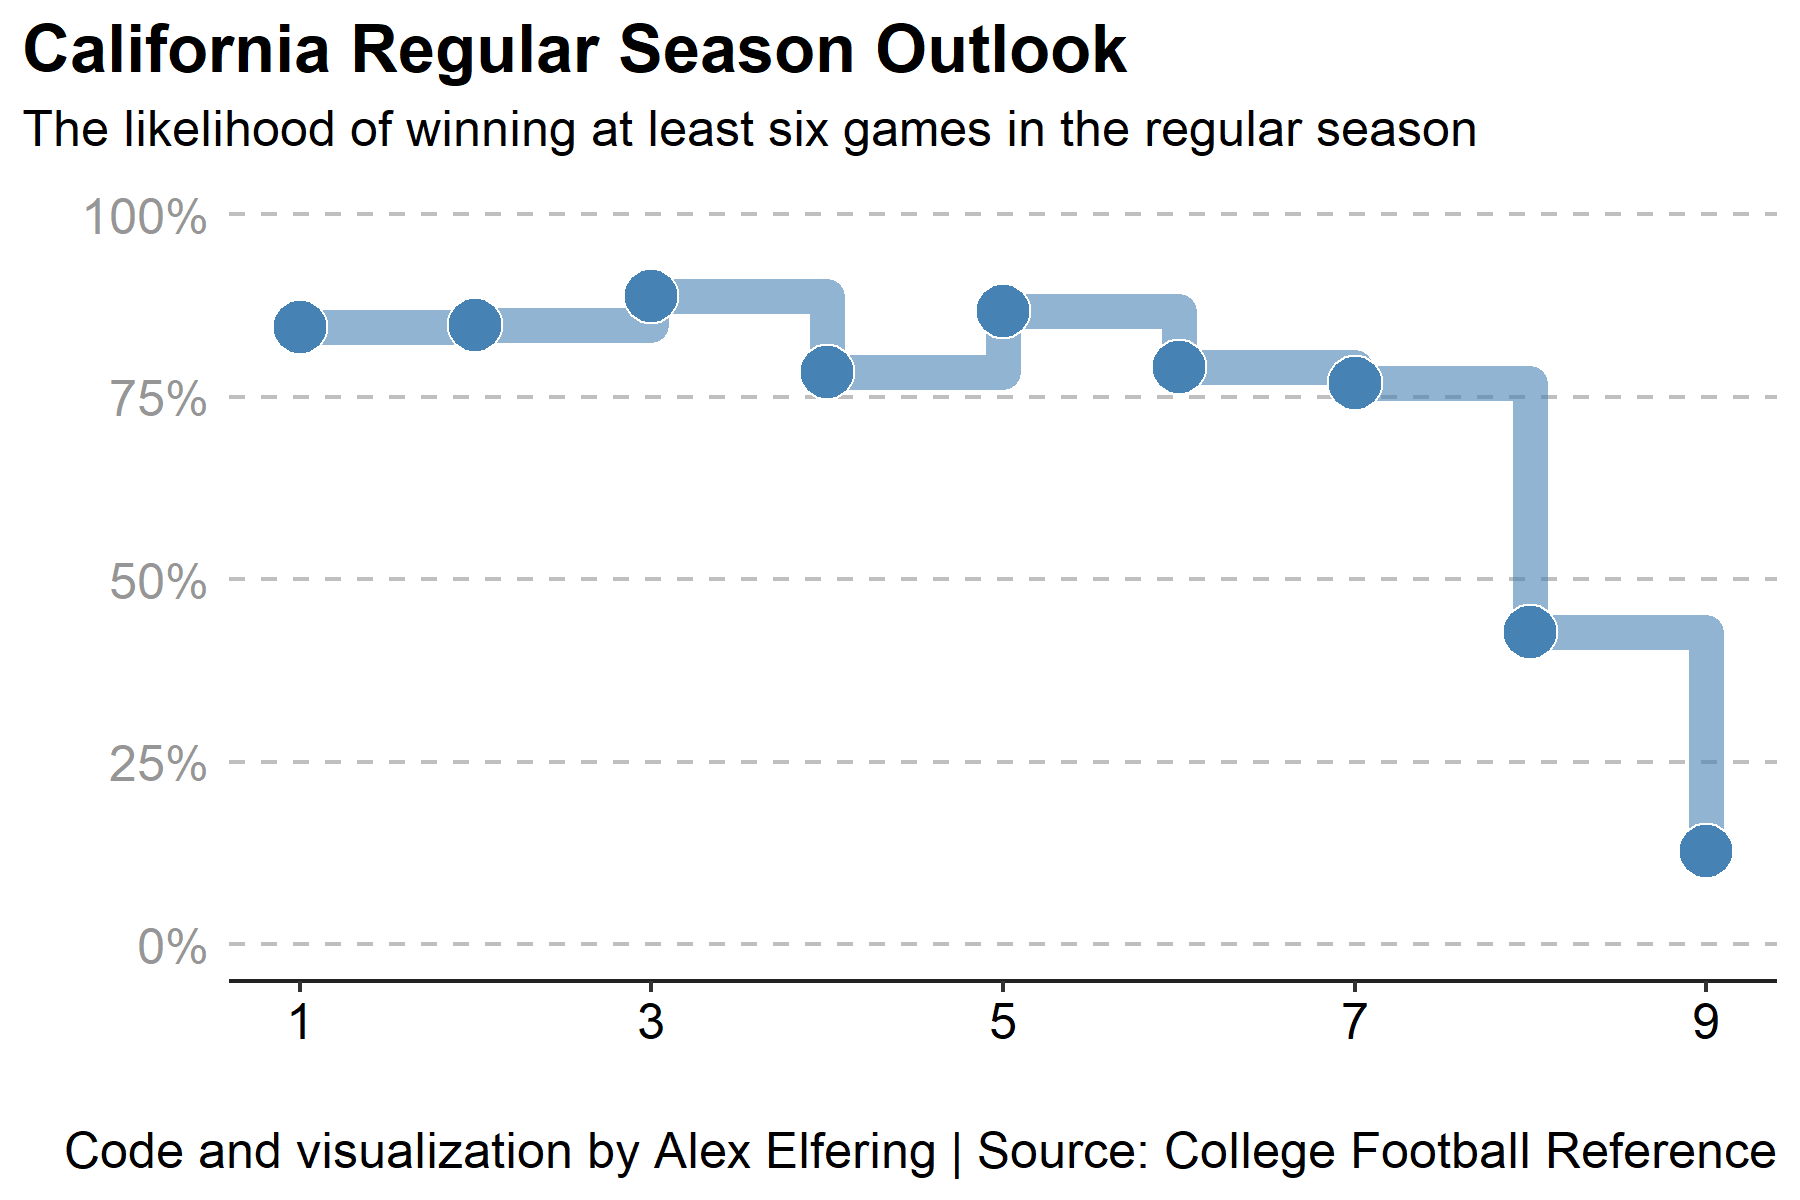 California Regular Season Outlook
The likelihood of winning at least six games in the regular season
100%
75%
50%
25%
0%
1 3 5 7 9
Code and visualization by Alex Elfering | Source: College Football Reference